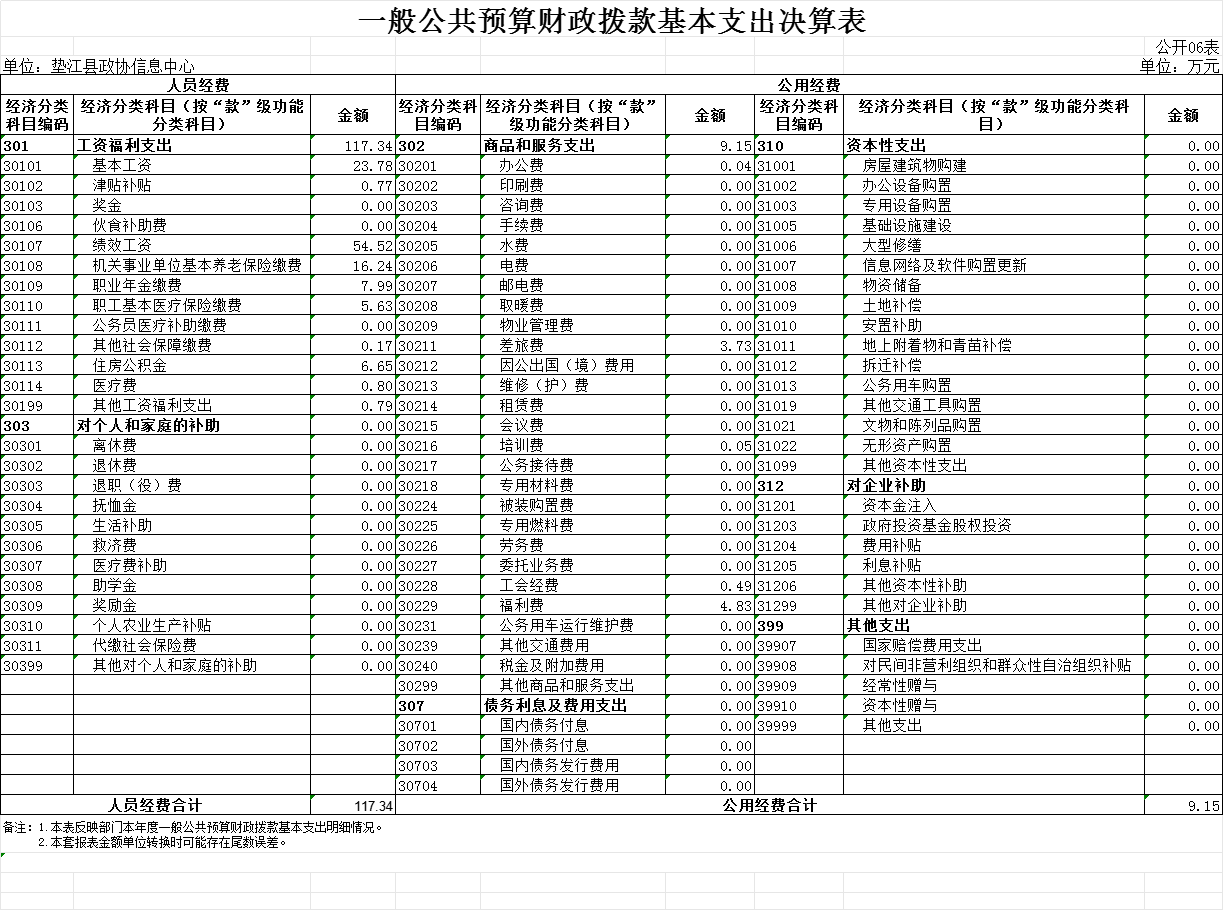 一般公共预算财政拨款基本支出决算表
公开06表
单位：垫江县政协信息中心 单位：万元
人员经费 公用经费
经济分类科目编码 经济分类科目（按“款”级功能分类科目） 金额 经济分类科目编码 经济分类科目（按“款”级功能分类科目） 金额 经济分类科目编码 经济分类科目（按“款”级功能分类科目） 金额
301 工资福利支出 117.34 302 商品和服务支出 9.15 310 资本性支出 0.00
30101 基本工资 23.78 30201 办公费 0.04 31001 房屋建筑物购建 0.00
30102 津贴补贴 0.77 30202 印刷费 0.00 31002 办公设备购置 0.00
30103 奖金 0.00 30203 咨询费 0.00 31003 专用设备购置 0.00
30106 伙食补助费 0.00 30204 手续费 0.00 31005 基础设施建设 0.00
30107 绩效工资 54.52 30205 水费 0.00 31006 大型修缮 0.00
30108 机关事业单位基本养老保险缴费 16.24 30206 电费 0.00 31007 信息网络及软件购置更新 0.00
30109 职业年金缴费 7.99 30207 邮电费 0.00 31008 物资储备 0.00
30110 职工基本医疗保险缴费 5.63 30208 取暖费 0.00 31009 土地补偿 0.00
30111 公务员医疗补助缴费 0.00 30209 物业管理费 0.00 31010 安置补助 0.00
30112 其他社会保障缴费 0.17 30211 差旅费 3.73 31011 地上附着物和青苗补偿 0.00
30113 住房公积金 6.65 30212 因公出国（境）费用 0.00 31012 拆迁补偿 0.00
30114 医疗费 0.80 30213 维修（护）费 0.00 31013 公务用车购置 0.00
30199 其他工资福利支出 0.79 30214 租赁费 0.00 31019 其他交通工具购置 0.00
303 对个人和家庭的补助 0.00 30215 会议费 0.00 31021 文物和陈列品购置 0.00
30301 离休费 0.00 30216 培训费 0.05 31022 无形资产购置 0.00
30302 退休费 0.00 30217 公务接待费 0.00 31099 其他资本性支出 0.00
30303 退职（役）费 0.00 30218 专用材料费 0.00 312 对企业补助 0.00
30304 抚恤金 0.00 30224 被装购置费 0.00 31201 资本金注入 0.00
30305 生活补助 0.00 30225 专用燃料费 0.00 31203 政府投资基金股权投资 0.00
30306 救济费 0.00 30226 劳务费 0.00 31204 费用补贴 0.00
30307 医疗费补助 0.00 30227 委托业务费 0.00 31205 利息补贴 0.00
30308 助学金 0.00 30228 工会经费 0.49 31206 其他资本性补助 0.00
30309 奖励金 0.00 30229 福利费 4.83 31299 其他对企业补助 0.00
30310 个人农业生产补贴 0.00 30231 公务用车运行维护费 0.00 399 其他支出 0.00
30311 代缴社会保险费 0.00 30239 其他交通费用 0.00 39907 国家赔偿费用支出 0.00
30399 其他对个人和家庭的补助 0.00 30240 税金及附加费用 0.00 39908 对民间非营利组织和群众性自治组织补贴 0.00
30299 其他商品和服务支出 0.00 39909 经常性赠与 0.00
307 债务利息及费用支出 0.00 39910 资本性赠与 0.00
30701 国内债务付息 0.00 39999 其他支出 0.00
30702 国外债务付息 0.00
30703 国内债务发行费用 0.00
30704 国外债务发行费用 0.00
人员经费合计 117.34 公用经费合计 9.15
备注：1.本表反映部门本年度一般公共预算财政拨款基本支出明细情况。
2.本套报表金额单位转换时可能存在尾数误差。